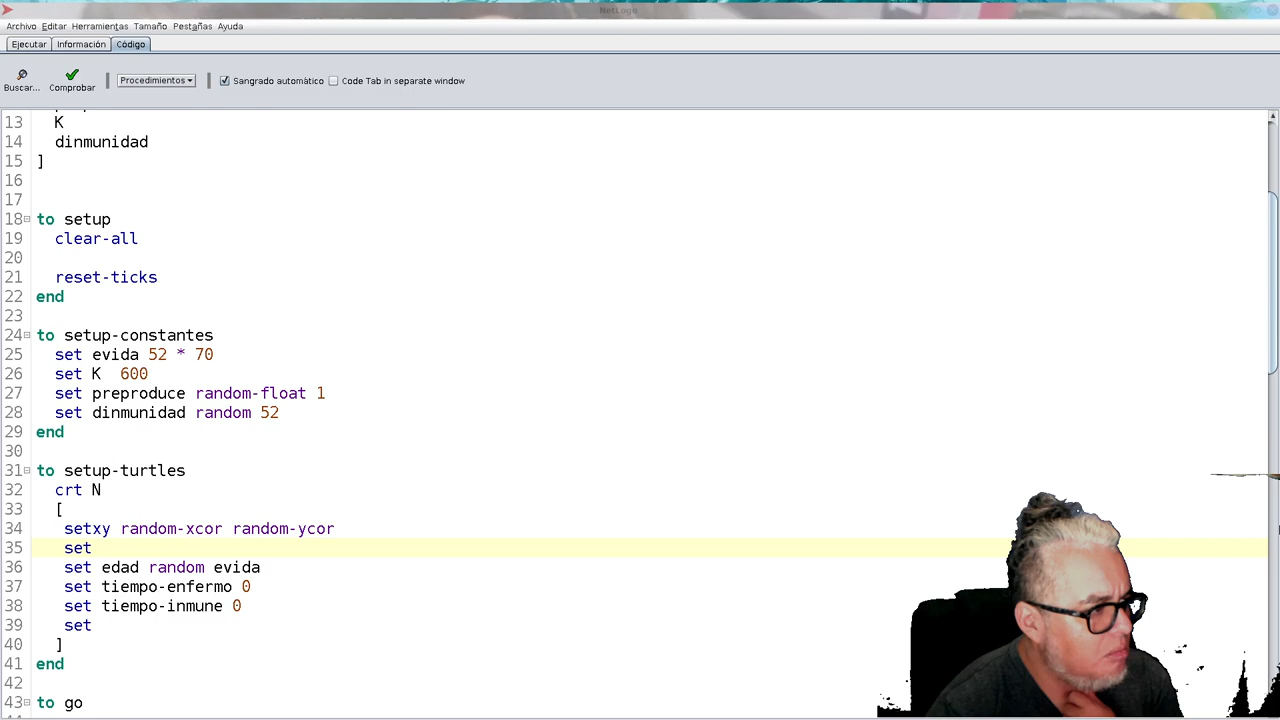 NetLogo
Archivo Editar Herramientas Tamaño Pestañas Ayuda
Ejecutar Información Código
Buscar... Comprobar Procedimientos Sangrado automático Code Tab in separate window
13 K
14 dinmunidad
15 ]
16
17
18 to setup
19 clear-all
20
21 reset-ticks
22 end
23
24 to setup-constantes
25 set evida 52 * 70
26 set K 600
27 set preproduce random-float 1
28 set dinmunidad random 52
29 end
30
31 to setup-turtles
32 crt N
33 [
34 setxy random-xcor random-ycor
35 set
36 set edad random evida
37 set tiempo-enfermo 0
38 set tiempo-inmune 0
39 set
40 ]
41 end
42
43 to go